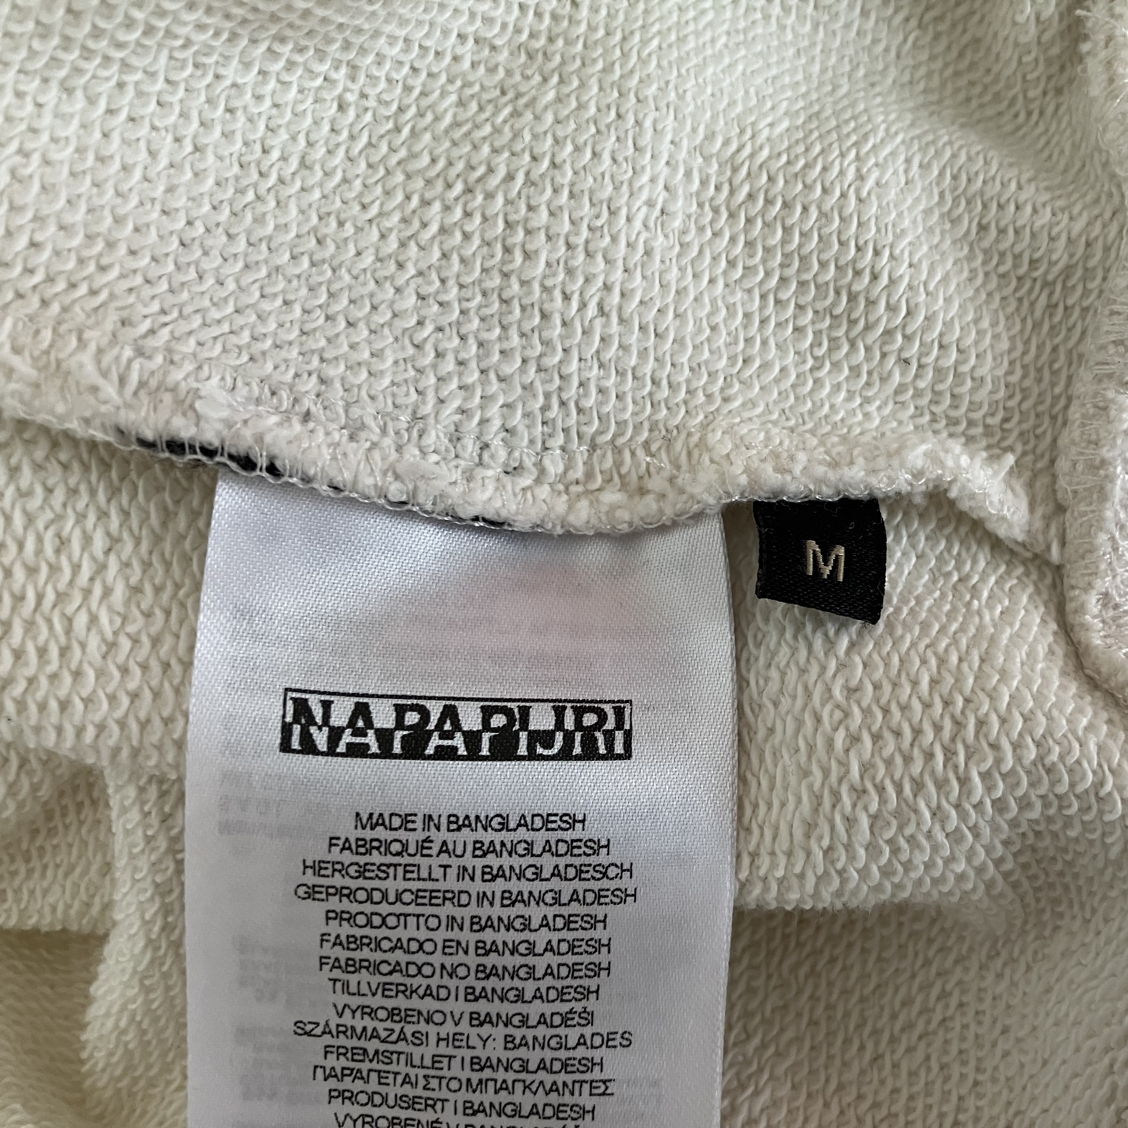 M
NAPAPIJRI
MADE IN BANGLADESH
FABRIQUÉ AU BANGLADESH
HERGESTELLT IN BANGLADESCH
GEPRODUCEERD IN BANGLADESH
PRODOTTO IN BANGLADESH
FABRICADO EN BANGLADESH
FABRICADO NO BANGLADESH
TILLVERKAD I BANGLADESH
VYROBENO V BANGLADÉŠI
SZÁRMAZÁSI HELY: BANGLADES
FREMSTILLET I BANGLADESH
ΠΑΡΑΓΕΤΑΙ ΣΤΟ ΜΠΑΓΚΛΑΝΤΕΣ
PRODUSERT I BANGLADESH
VYROBENÉ V